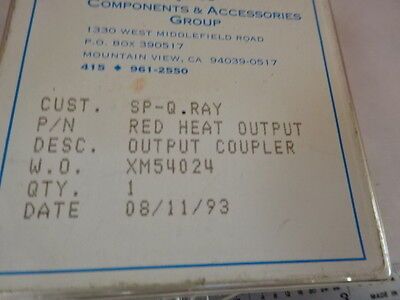 COMPONENTS & ACCESSORIES
GROUP
1330 WEST MIDDLEFIELD ROAD
P.O. BOX 390517
MOUNTAIN VIEW, CA 94039-0517
415 ♦ 961-2550
CUST. SP-Q.RAY
P/N RED HEAT OUTPUT
DESC. OUTPUT COUPLER
W.O. XM54024
QTY. 1
DATE 08/11/93